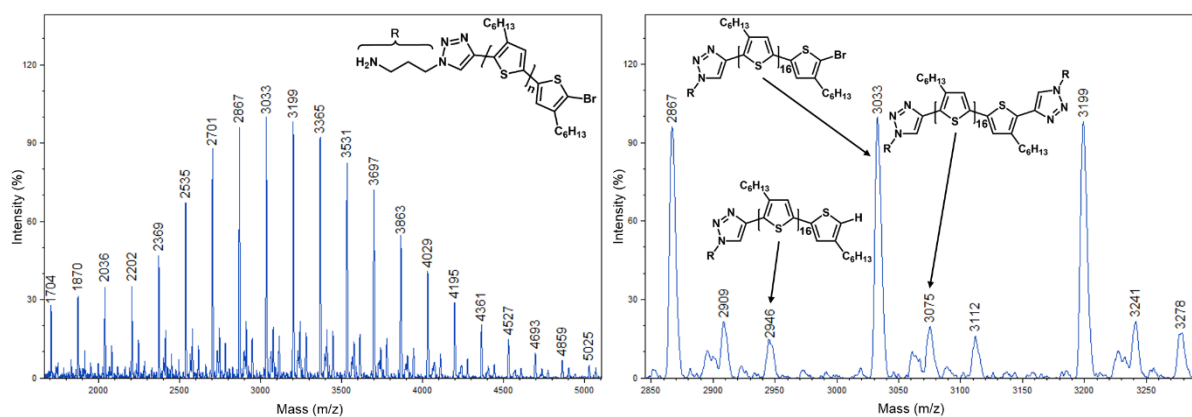 Intensity (%)
120
90
60
30
0
R
C₆H₁₃
N=N
N
H₂N
S
S
n
Br
C₆H₁₃
1704
1870
2036
2202
2369
2535
2701
2867
3033
3199
3365
3531
3697
3863
4029
4195
4361
4527
4693
4859
5025
2000
2500
3000
3500
4000
4500
5000
Mass (m/z)
Intensity (%)
120
90
60
30
0
C₆H₁₃
N
N
N
R
S
16
S
Br
C₆H₁₃
C₆H₁₃
N
N
N
R
S
16
S
C₆H₁₃
R
N
N
N
C₆H₁₃
N
N
N
R
S
16
S
H
C₆H₁₃
2867
2909
2946
3033
3075
3112
3199
3241
3278
2850
2900
2950
3000
3050
3100
3150
3200
3250
Mass (m/z)